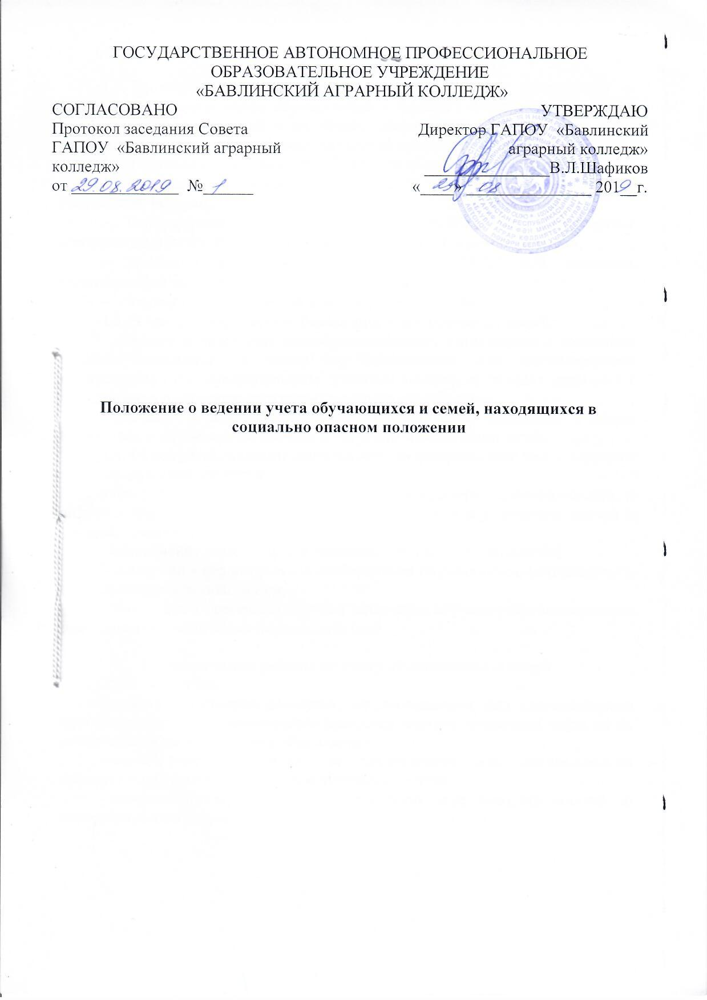 ГОСУДАРСТВЕННОЕ АВТОНОМНОЕ ПРОФЕССИОНАЛЬНОЕ
ОБРАЗОВАТЕЛЬНОЕ УЧРЕЖДЕНИЕ
«БАВЛИНСКИЙ АГРАРНЫЙ КОЛЛЕДЖ»
СОГЛАСОВАНО
Протокол заседания Совета
ГАПОУ «Бавлинский аграрный
колледж»
от 29.08.2019 № 1
УТВЕРЖДАЮ
Директор ГАПОУ «Бавлинский
аграрный колледж»
В.Л.Шафиков
«29» 08 2019 г.
Положение о ведении учета обучающихся и семей, находящихся в
социально опасном положении